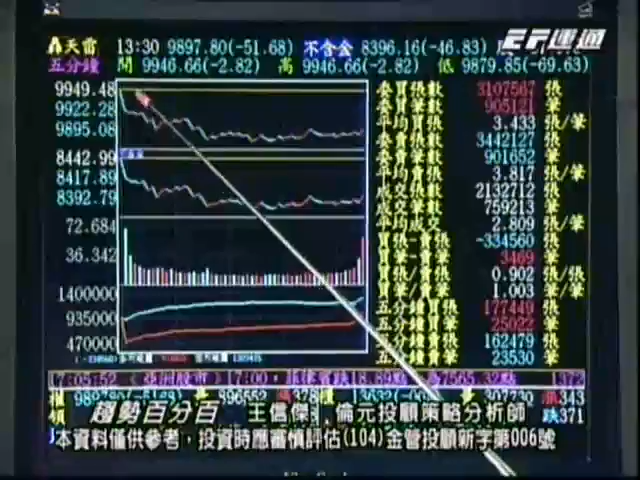 EF運通
天雷 13:30 9897.80(-51.68) 不含金 8396.16(-46.83)
五分鐘 開 9946.66(-2.82) 高 9946.66(-2.82) 低 9879.85(-69.63)
9949.48 委買張數 3107567 張
9922.28 委買筆數 905121 筆
9895.08 平均買張 3.433 張/筆
8442.99 委賣張數 3442127 張
委賣筆數 901652 筆
8417.89 平均賣張 3.817 張/筆
8392.79 成交張數 2132712 張
成交筆數 759213 筆
72.684 平均成交 2.809 張/筆
買張-賣張 -334560 張
36.342 買筆-賣筆 3469 筆
買張/賣張 0.902 張/張
1400000 買筆/賣筆 1.003 筆/筆
五分鐘買張 177449 張
935000 五分鐘買筆 25022 筆
五分鐘賣張 162479 張
470000 五分鐘賣筆 23530 筆
趨勢百分百 王信傑 倫元投顧策略分析師 跌371
本資料僅供參考，投資時應審慎評估(104)金管投顧新字第006號